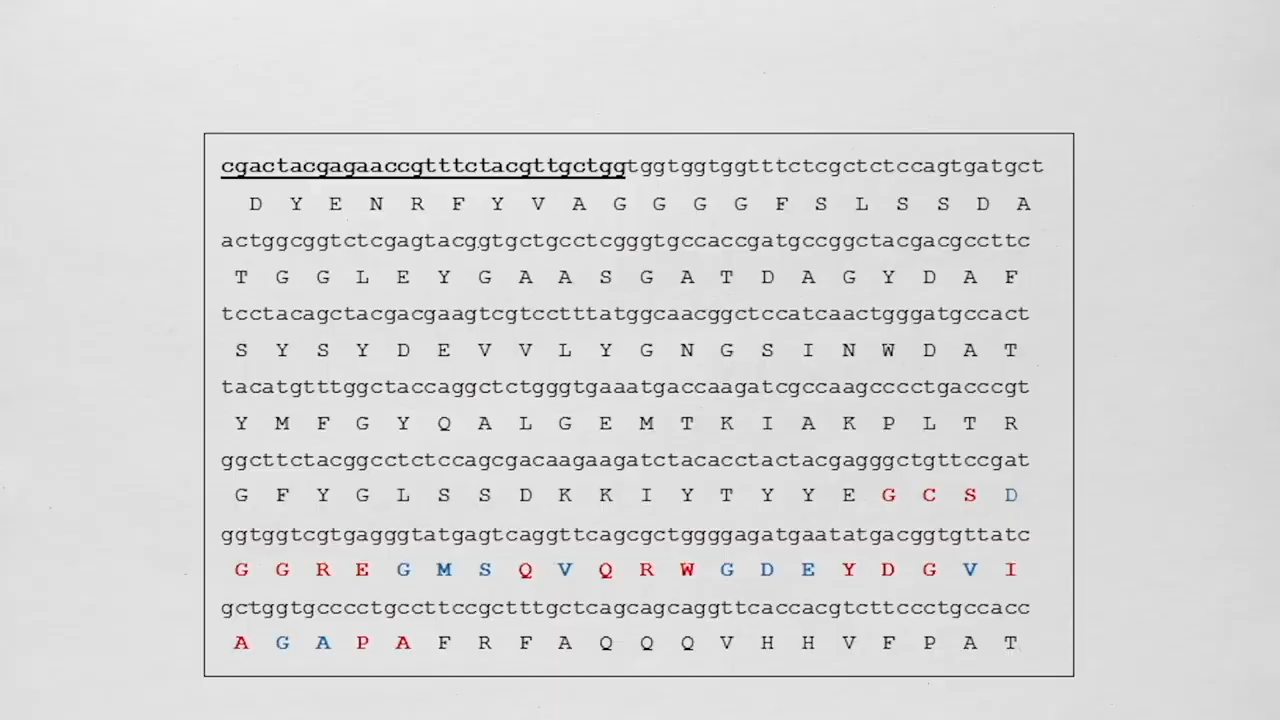 cgactacgagaaccgtttctacgttgctggtggtggtggtttctcgctctccagtgatgct
D Y E N R F Y V A G G G G F S L S S D A
actggcggtctcgagtacggtgctgcctcgggtgccaccgatgccggctacgacgccttc
T G G L E Y G A A S G A T D A G Y D A F
tcctacagctacgacgaagtcgtcctttatggcaacggctccatcaactgggatgccact
S Y S Y D E V V L Y G N G S I N W D A T
tacatgtttggctaccaggctctgggtgaaatgaccaagatcgccaagcccctgacccgt
Y M F G Y Q A L G E M T K I A K P L T R
ggcttctacggcctctccagcgacaagaagatctacacctactacgagggctgttccgat
G F Y G L S S D K K I Y T Y Y E G C S D
ggtggtcgtgagggtatgagtcaggttcagcgctggggagatgaatatgacggtgttatc
G G R E G M S Q V Q R W G D E Y D G V I
gctggtgcccctgccttccgctttgctcagcagcaggttcaccacgtcttccctgccacc
A G A P A F R F A Q Q Q V H H V F P A T